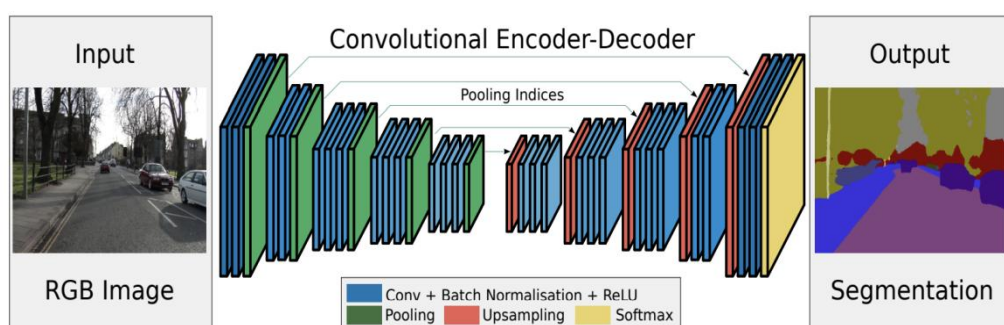 Input
RGB Image
Convolutional Encoder-Decoder
Pooling Indices
Conv + Batch Normalisation + ReLU
Pooling Upsampling Softmax
Output
Segmentation